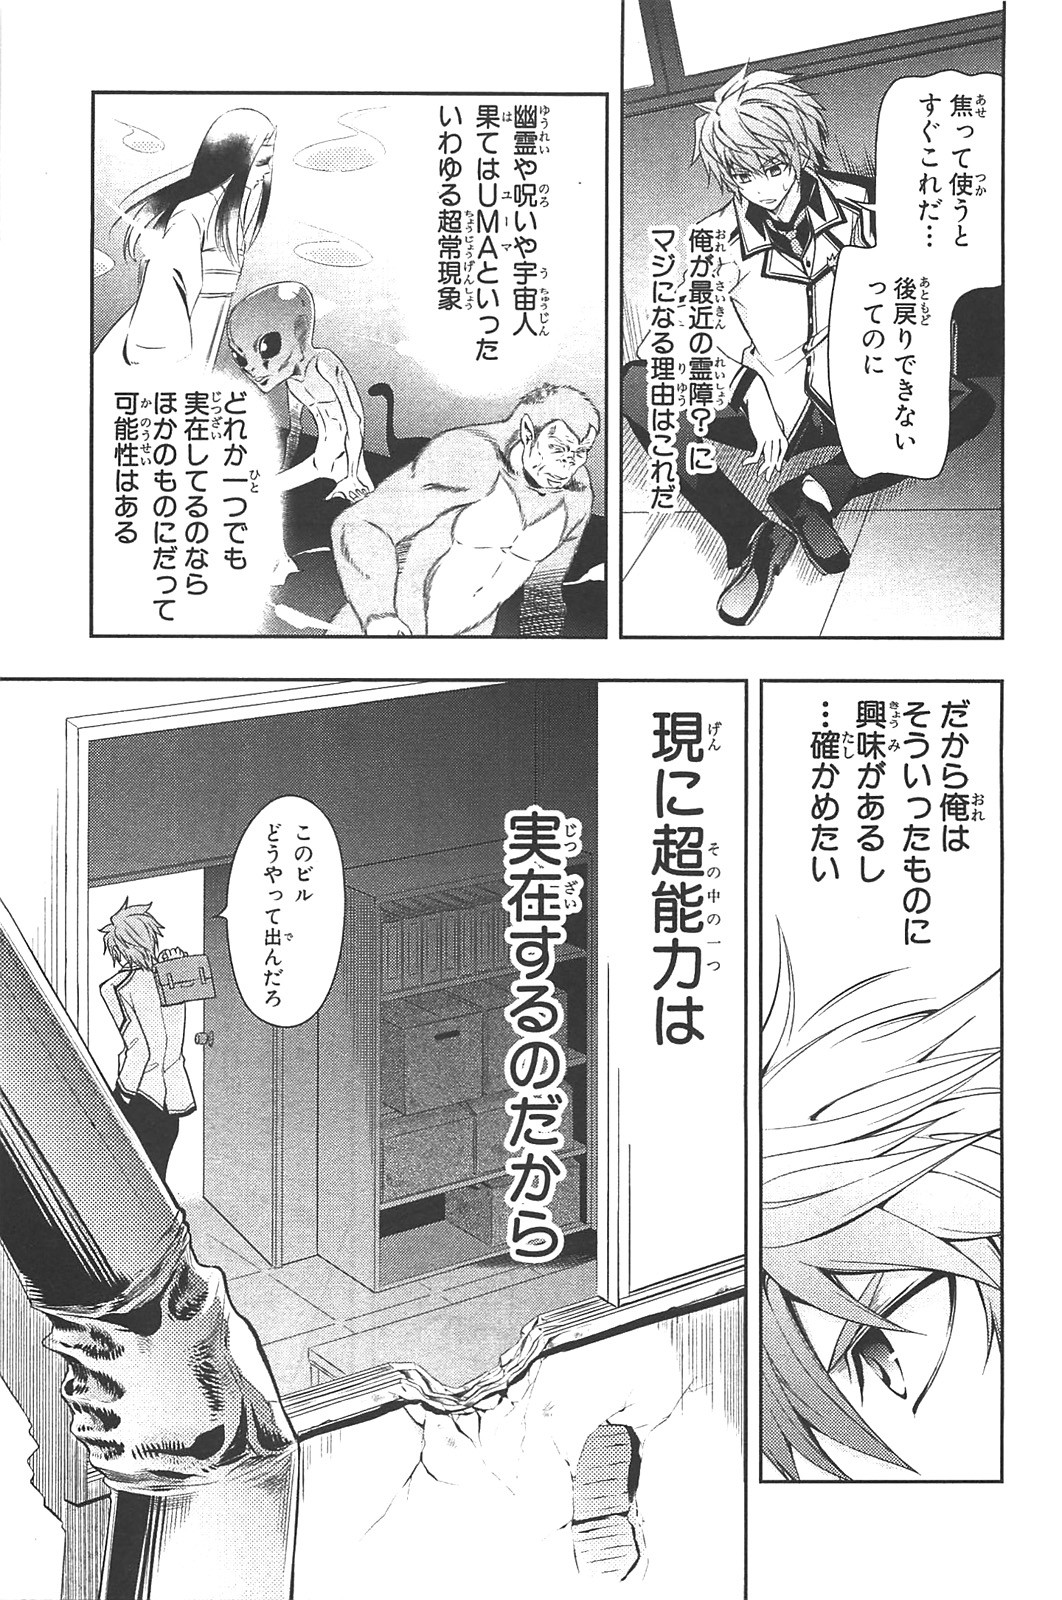 焦って使うと
すぐこれだ…
後戻りできない
ってのに
俺が最近の霊障？に
マジになる理由はこれだ
幽霊や呪いや宇宙人
果てはＵＭＡといった
いわゆる超常現象
どれか一つでも
実在してるのなら
ほかのものにだって
可能性はある
だから俺は
そういったものに
興味があるし
…確かめたい
現に超能力は
その中の一つ
実在するのだから
このビル
どうやって出んだろ